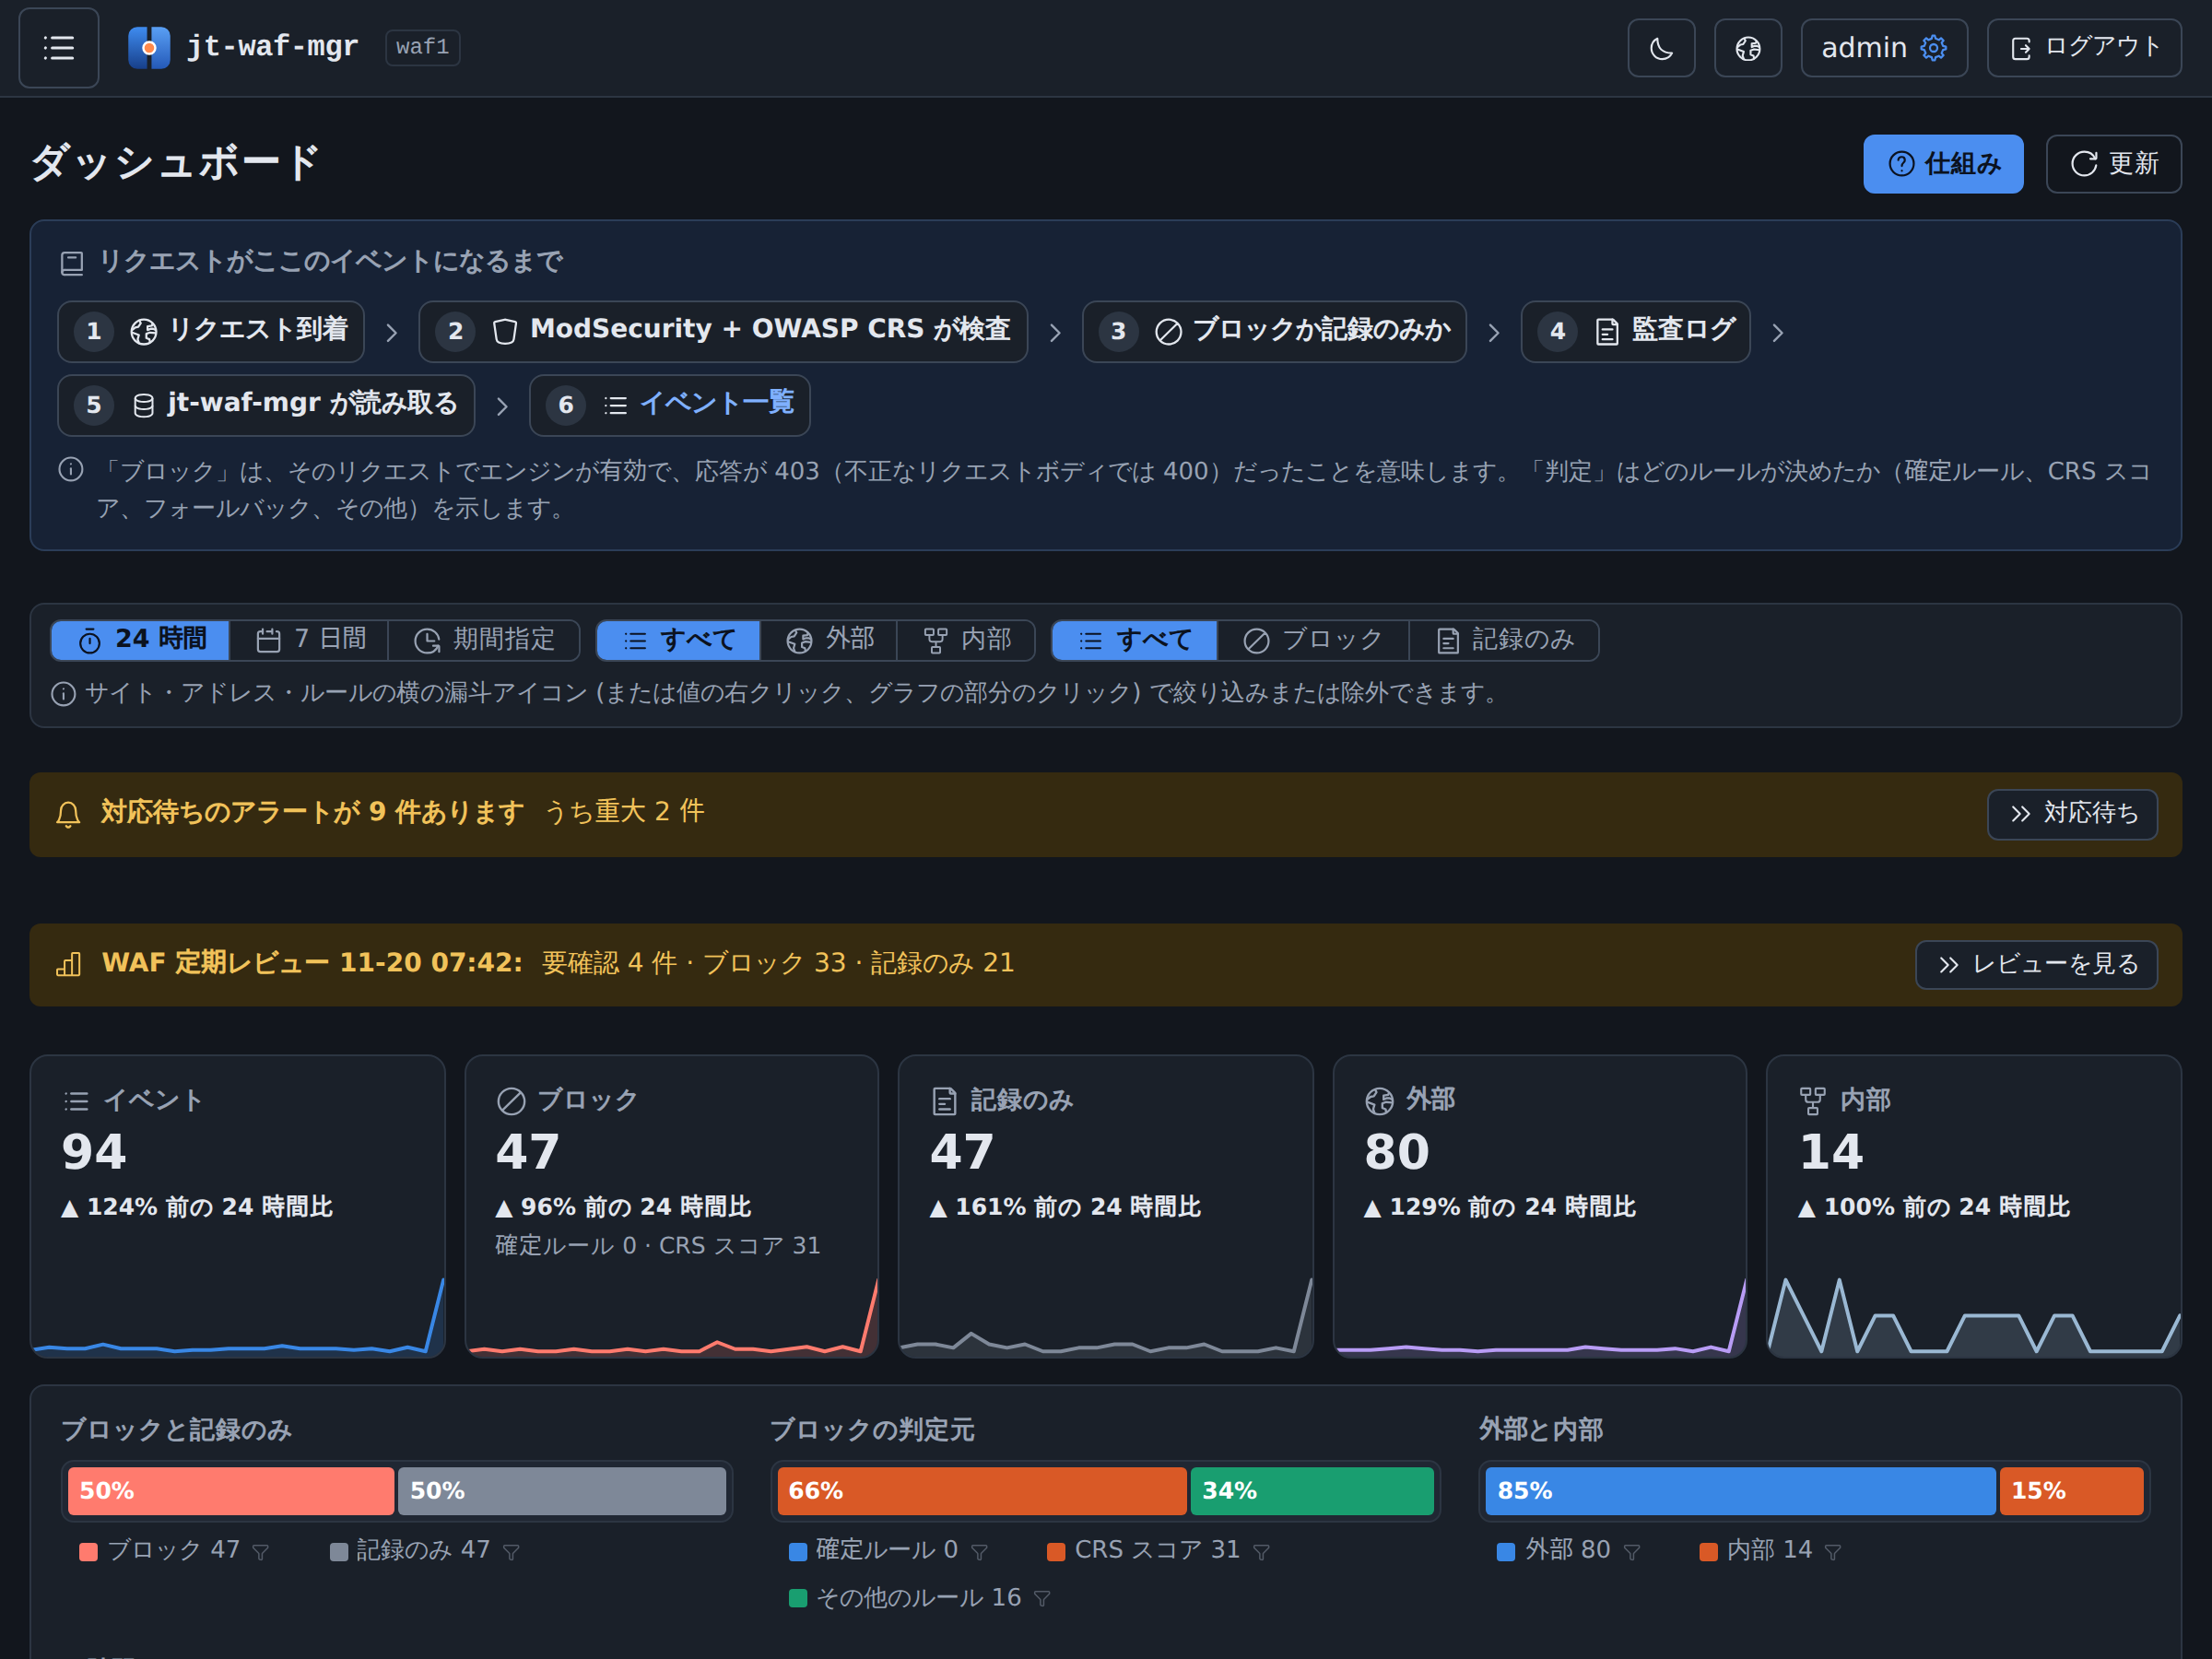 jt-waf-mgr waf1 admin ログアウト
ダッシュボード 仕組み 更新
リクエストがここのイベントになるまで
1 リクエスト到着 2 ModSecurity + OWASP CRS が検査 3 ブロックか記録のみか 4 監査ログ
5 jt-waf-mgr が読み取る 6 イベント一覧
「ブロック」は、そのリクエストでエンジンが有効で、応答が 403（不正なリクエストボディでは 400）だったことを意味します。「判定」はどのルールが決めたか（確定ルール、CRS スコ
ア、フォールバック、その他）を示します。
24 時間 7 日間 期間指定 すべて 外部 内部 すべて ブロック 記録のみ
サイト・アドレス・ルールの横の漏斗アイコン (または値の右クリック、グラフの部分のクリック) で絞り込みまたは除外できます。
対応待ちのアラートが 9 件あります うち重大 2 件 対応待ち
WAF 定期レビュー 11-20 07:42: 要確認 4 件 · ブロック 33 · 記録のみ 21 レビューを見る
イベント ブロック 記録のみ 外部 内部
94 47 47 80 14
▲ 124% 前の 24 時間比 ▲ 96% 前の 24 時間比 ▲ 161% 前の 24 時間比 ▲ 129% 前の 24 時間比 ▲ 100% 前の 24 時間比
確定ルール 0 · CRS スコア 31
ブロックと記録のみ ブロックの判定元 外部と内部
50% 50% 66% 34% 85% 15%
ブロック 47 記録のみ 47 確定ルール 0 CRS スコア 31 外部 80 内部 14
その他のルール 16